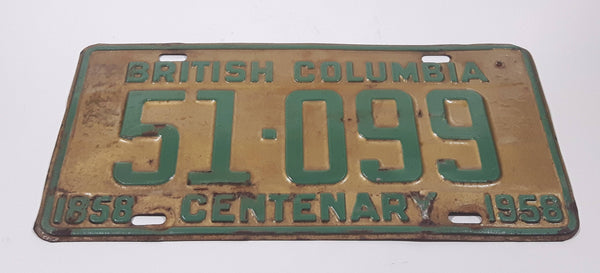 BRITISH COLUMBIA
51·099
1858 CENTENARY 1958